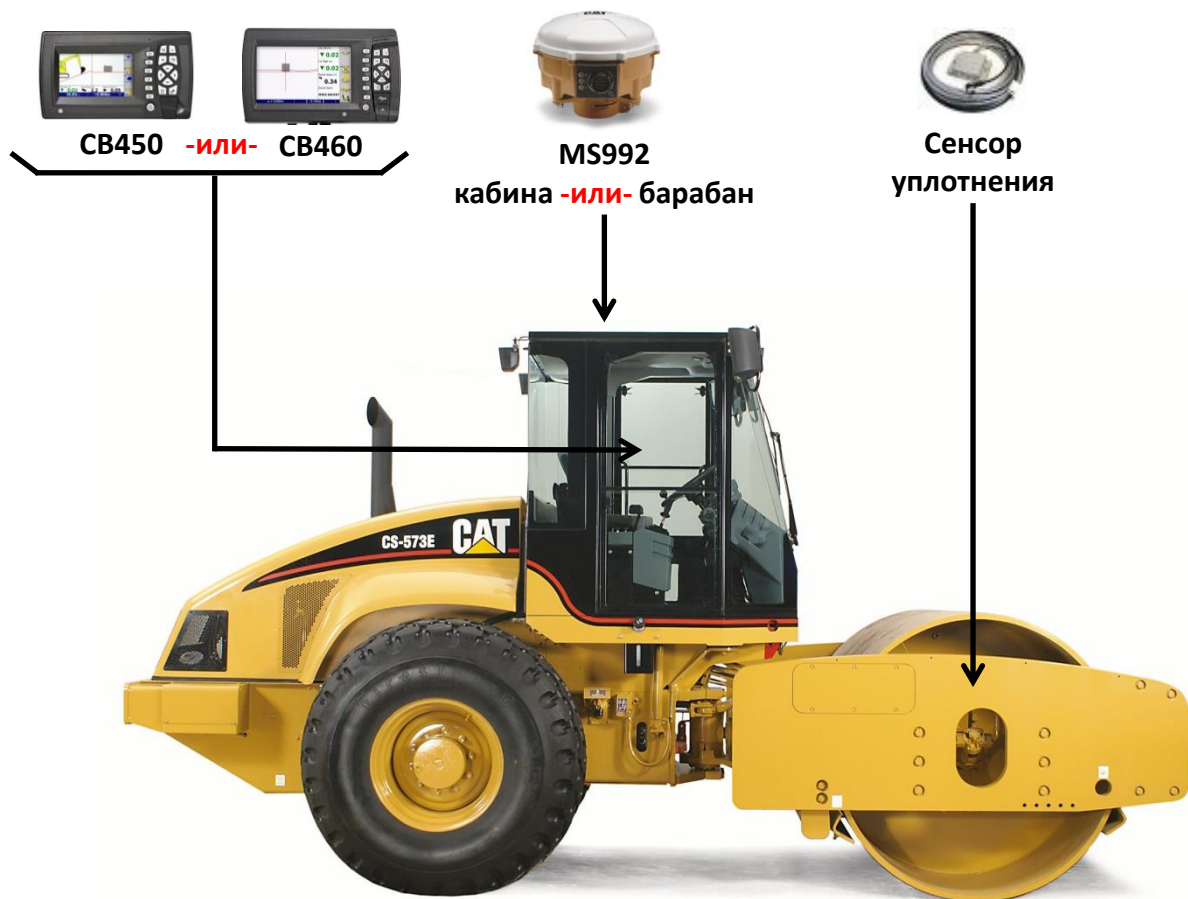 CB450 -или- CB460
MS992
кабина -или- барабан
Сенсор
уплотнения
CS-573E CAT